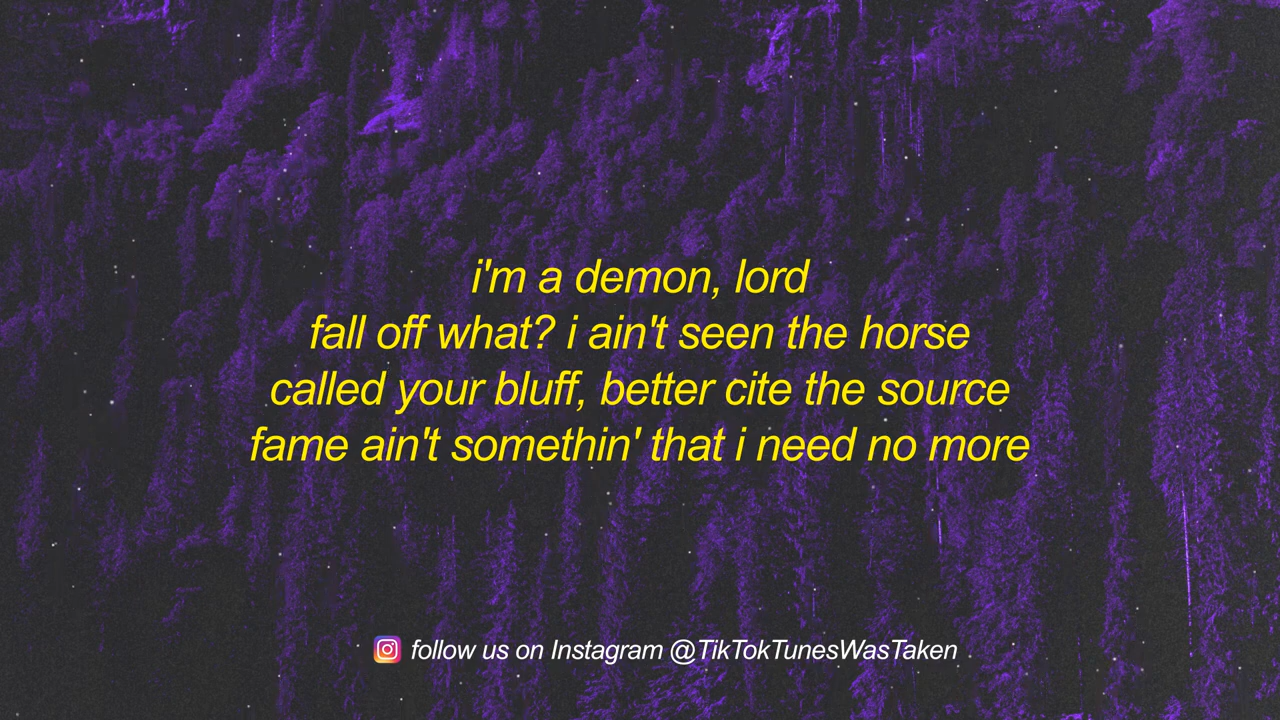 i'm a demon, lord
fall off what? i ain't seen the horse
called your bluff, better cite the source
fame ain't somethin' that i need no more
follow us on Instagram @TikTokTunesWasTaken